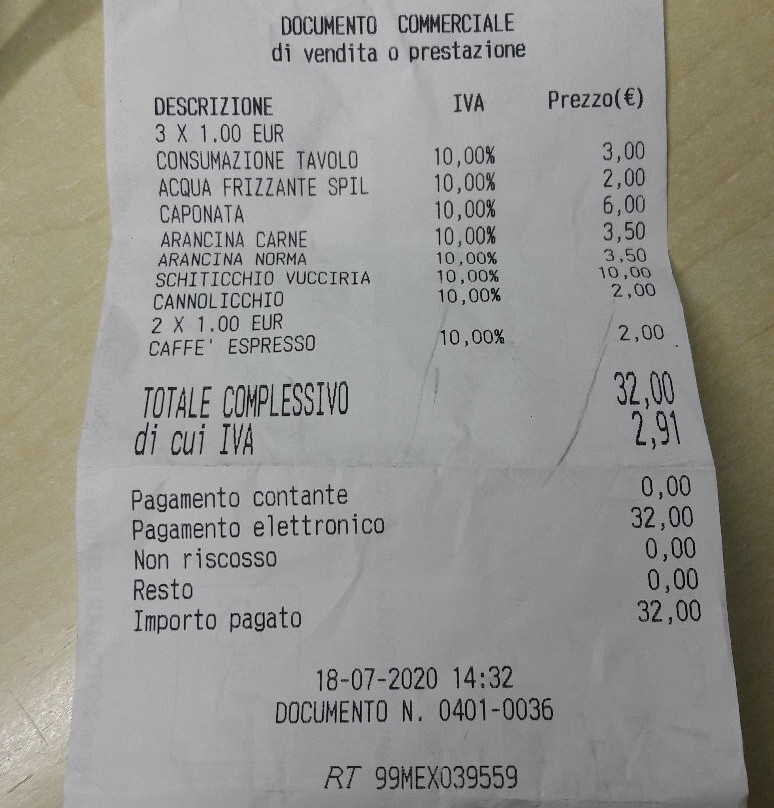 DOCUMENTO COMMERCIALE
di vendita o prestazione
DESCRIZIONE IVA Prezzo(€)
3 X 1.00 EUR
CONSUMAZIONE TAVOLO 10,00% 3,00
ACQUA FRIZZANTE SPIL 10,00% 2,00
CAPONATA 10,00% 6,00
ARANCINA CARNE 10,00% 3,50
ARANCINA NORMA 10,00% 3,50
SCHITICCHIO VUCCIRIA 10,00% 10,00
CANNOLICCHIO 10,00% 2,00
2 X 1.00 EUR
CAFFE' ESPRESSO 10,00% 2,00
TOTALE COMPLESSIVO 32,00
di cui IVA 2,91
Pagamento contante 0,00
Pagamento elettronico 32,00
Non riscosso 0,00
Resto 0,00
Importo pagato 32,00
18-07-2020 14:32
DOCUMENTO N. 0401-0036
RT 99MEX039559